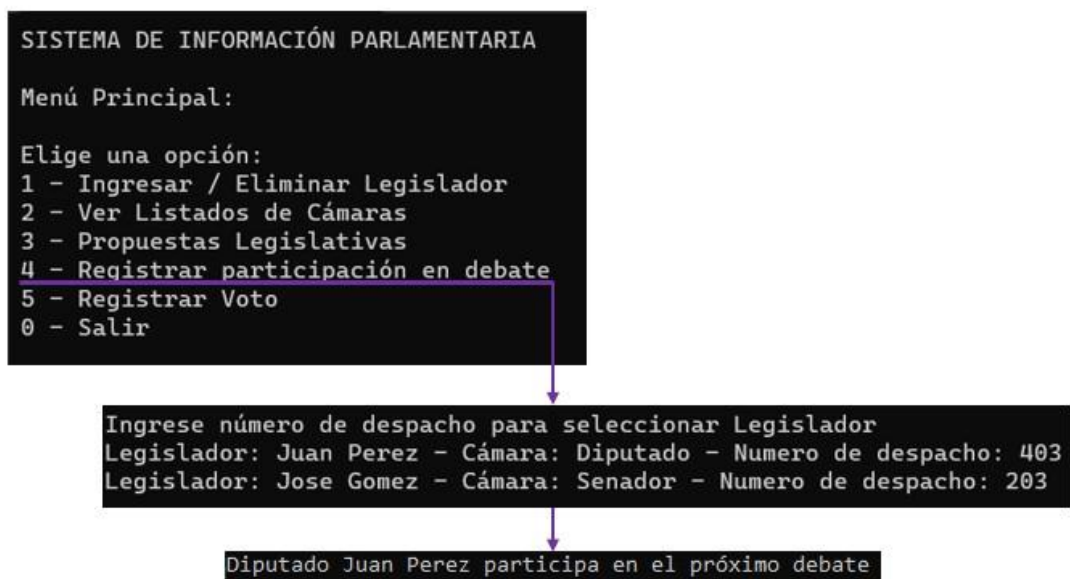 SISTEMA DE INFORMACIÓN PARLAMENTARIA
Menú Principal:
Elige una opción:
1 - Ingresar / Eliminar Legislador
2 - Ver Listados de Cámaras
3 - Propuestas Legislativas
4 - Registrar participación en debate
5 - Registrar Voto
0 - Salir
Ingrese número de despacho para seleccionar Legislador
Legislador: Juan Perez - Cámara: Diputado - Numero de despacho: 403
Legislador: Jose Gomez - Cámara: Senador - Numero de despacho: 203
Diputado Juan Perez participa en el próximo debate